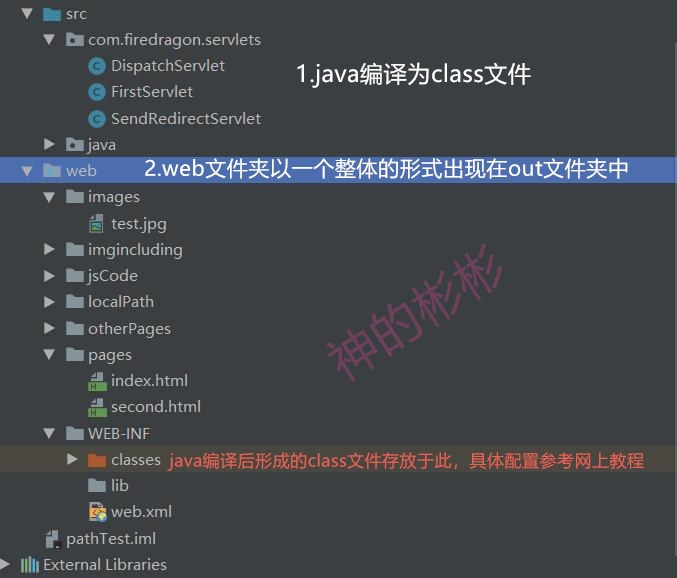 src
com.firedragon.servlets
DispatchServlet
1.java编译为class文件
FirstServlet
SendRedirectServlet
java
web 2.web文件夹以一个整体的形式出现在out文件夹中
images
test.jpg
imgincluding
jsCode
localPath
otherPages
pages
index.html
second.html
WEB-INF
classes java编译后形成的class文件存放于此，具体配置参考网上教程
lib
web.xml
pathTest.iml
External Libraries
神的彬彬